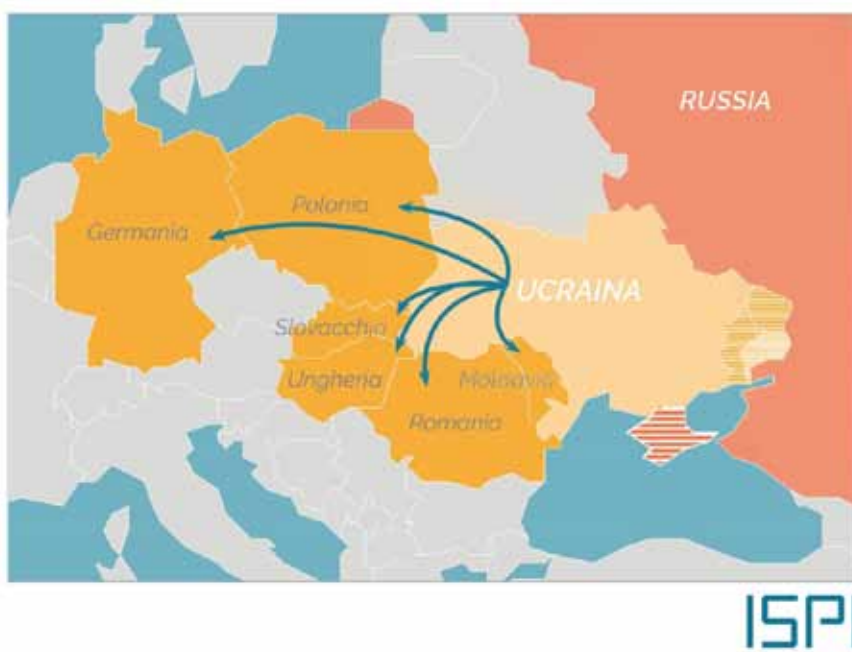 RUSSIA
Polonia
Germania
UCRAINA
Slovacchia
Ungheria
Moldavia
Romania
ISPI